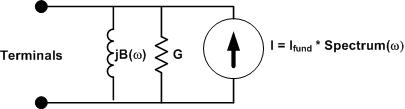 Terminals
jB(ω)
G
I = Ifund * Spectrum(ω)